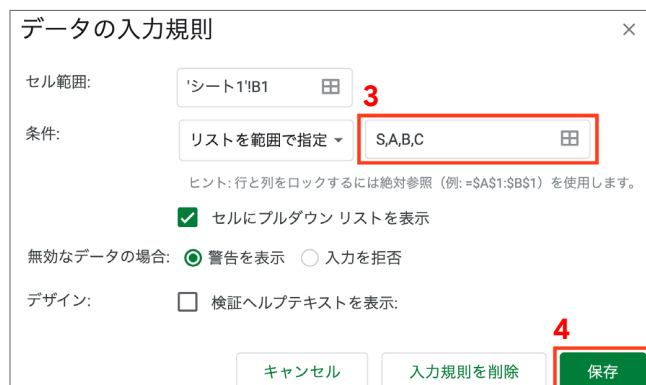 データの入力規則 ×
セル範囲: 'シート1'!B1
3
条件: リストを範囲で指定 S,A,B,C
ヒント: 行と列をロックするには絶対参照（例: =$A$1:$B$1）を使用します。
セルにプルダウン リストを表示
無効なデータの場合: 警告を表示 入力を拒否
デザイン: 検証ヘルプテキストを表示:
4
キャンセル 入力規則を削除 保存